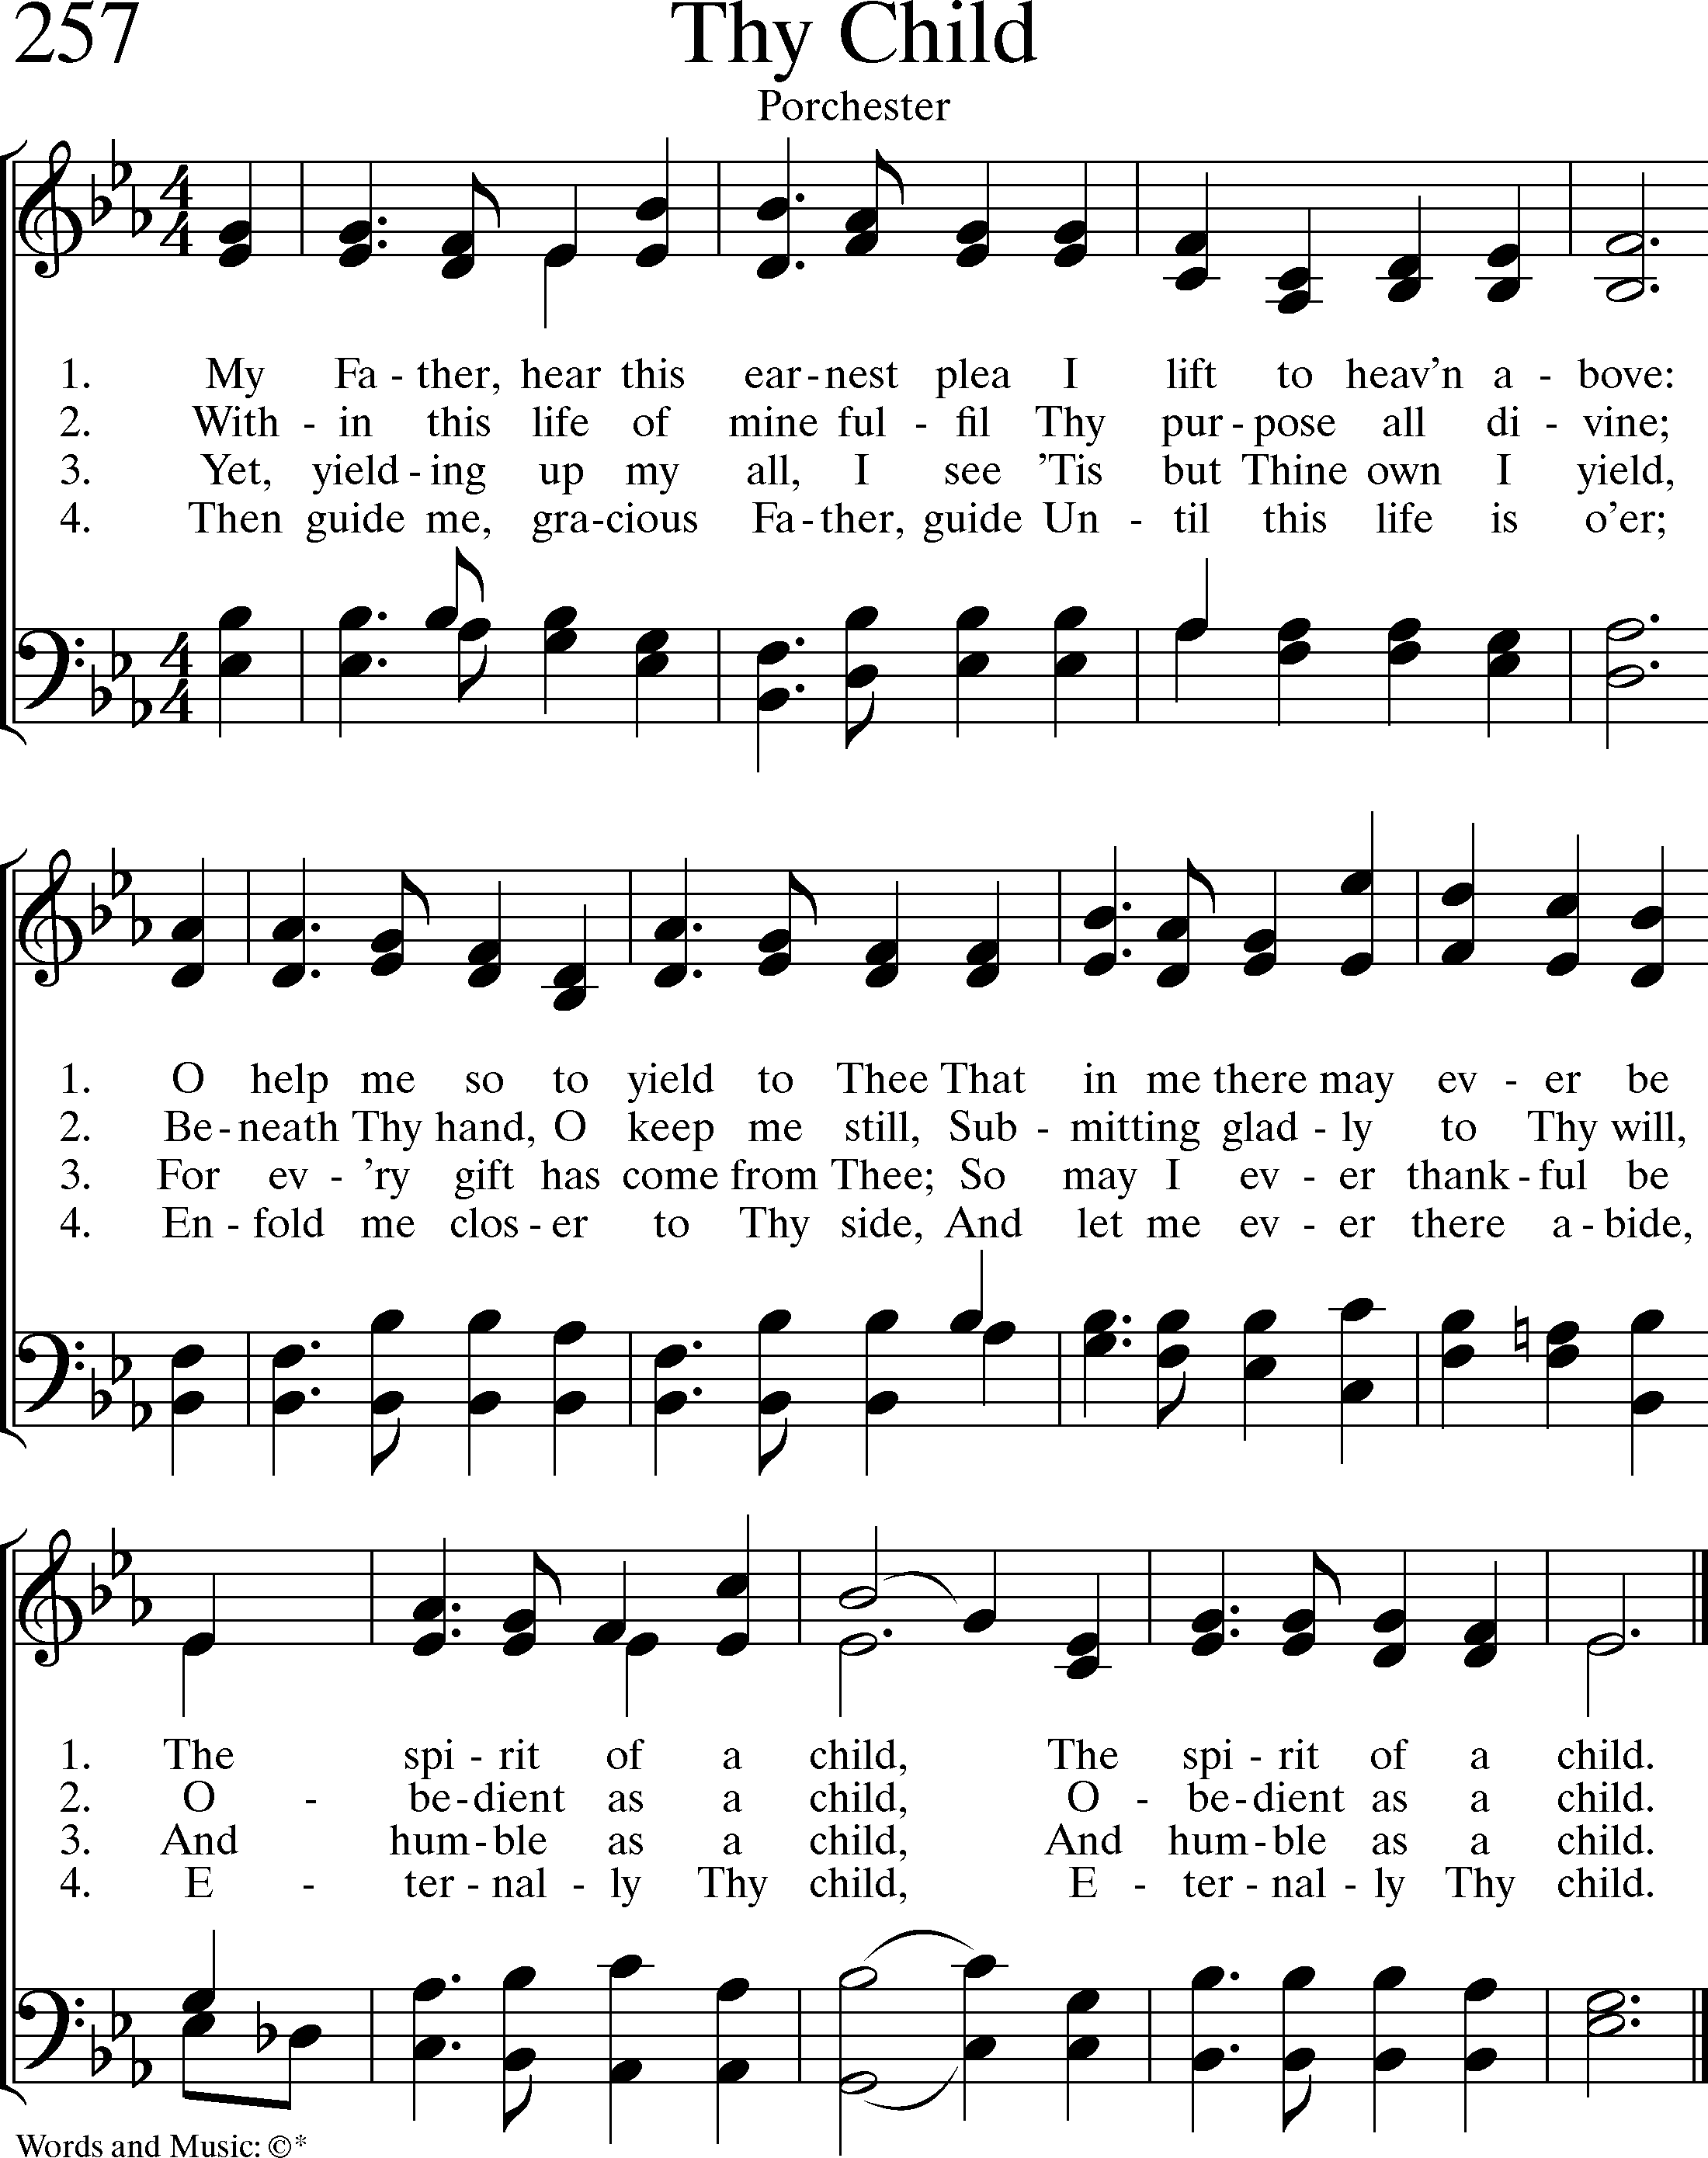 257
Thy Child
Porchester
1. My Fa - ther, hear this ear - nest plea I lift to heav'n a - bove:
2. With - in this life of mine ful - fil Thy pur - pose all di - vine;
3. Yet, yield - ing up my all, I see 'Tis but Thine own I yield,
4. Then guide me, gra - cious Fa - ther, guide Un - til this life is o'er;
1. O help me so to yield to Thee That in me there may ev - er be
2. Be - neath Thy hand, O keep me still, Sub - mitting glad - ly to Thy will,
3. For ev - 'ry gift has come from Thee; So may I ev - er thank - ful be
4. En - fold me clos - er to Thy side, And let me ev - er there a - bide,
1. The spi - rit of a child, The spi - rit of a child.
2. O - be - dient as a child, O - be - dient as a child.
3. And hum - ble as a child, And hum - ble as a child.
4. E - ter - nal - ly Thy child, E - ter - nal - ly Thy child.
Words and Music: ©*